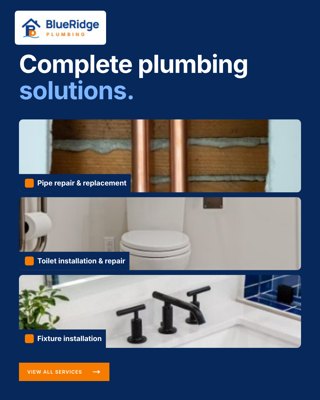 BlueRidge
PLUMBING
Complete plumbing
solutions.
Pipe repair & replacement
Toilet installation & repair
Fixture installation
VIEW ALL SERVICES